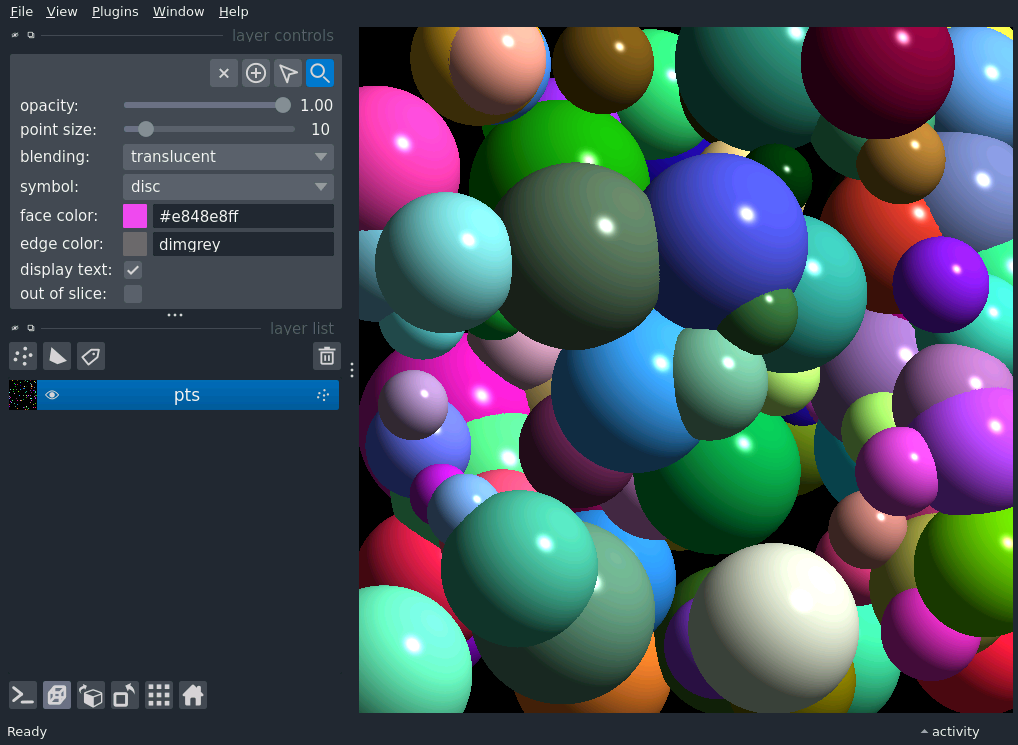 File View Plugins Window Help
layer controls
opacity: 1.00
point size: 10
blending: translucent
symbol: disc
face color: #e848e8ff
edge color: dimgrey
display text:
out of slice:
layer list
pts
Ready activity